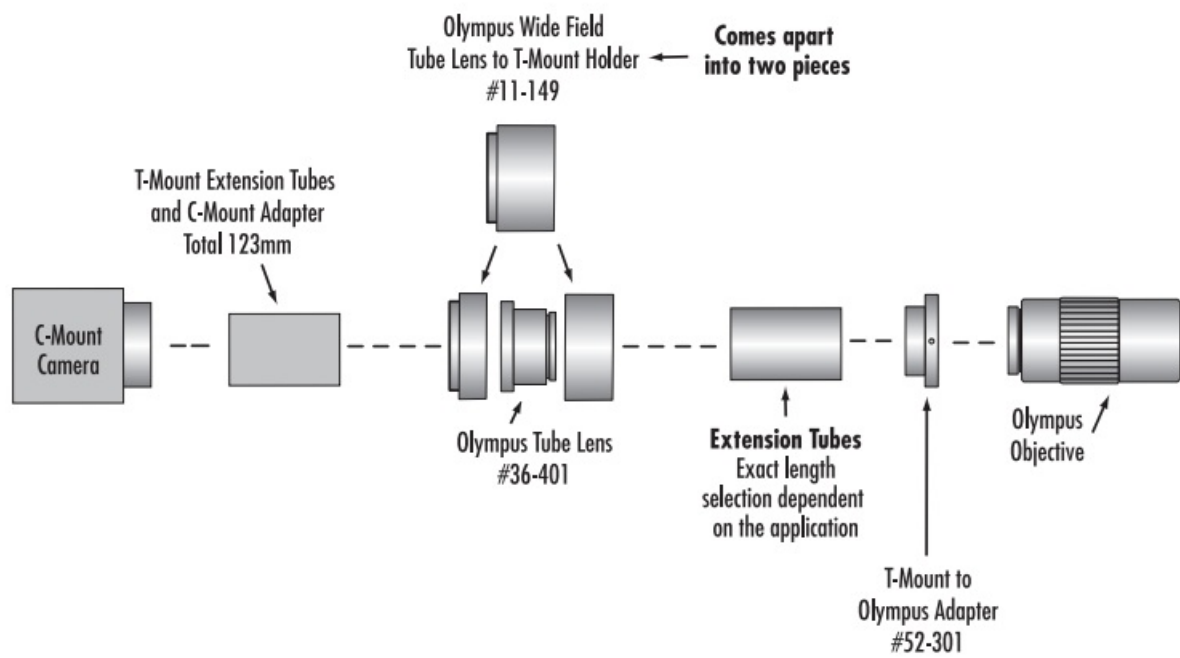 Olympus Wide Field
Tube Lens to T-Mount Holder
#11-149
Comes apart
into two pieces
T-Mount Extension Tubes
and C-Mount Adapter
Total 123mm
C-Mount
Camera
Olympus Tube Lens
#36-401
Extension Tubes
Exact length
selection dependent
on the application
Olympus
Objective
T-Mount to
Olympus Adapter
#52-301